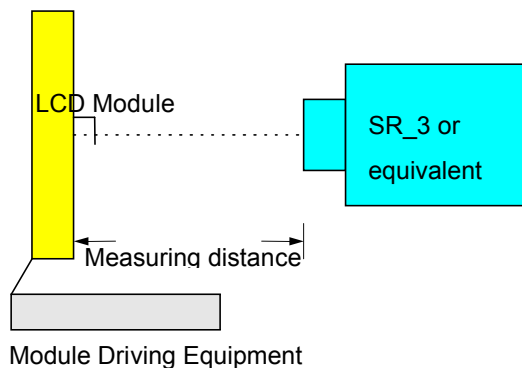 LCD Module
SR_3 or
equivalent
Measuring distance
Module Driving Equipment